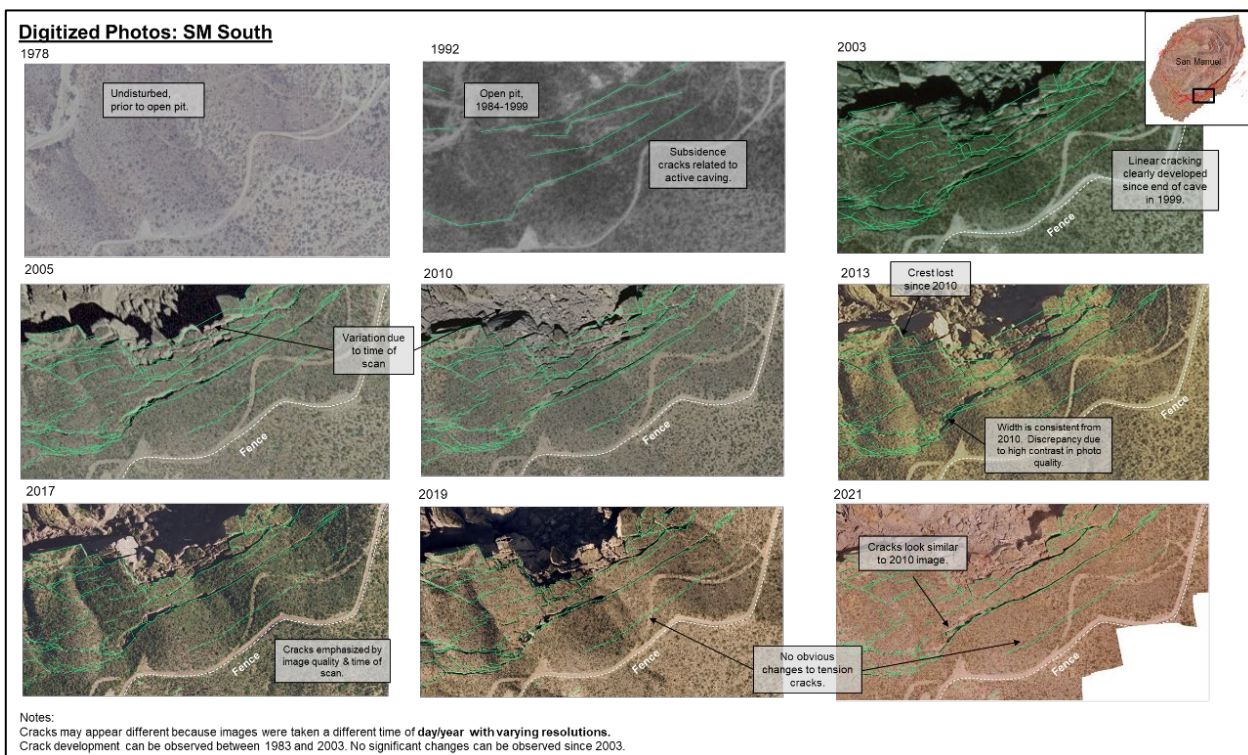 Digitized Photos: SM South
1978
Undisturbed,
prior to open pit.
1992
Open pit,
1984-1999
Subsidence
cracks related to
active caving.
2003
San Manuel
Linear cracking
clearly developed
since end of cave
in 1999.
Fence
2005
Variation due
to time of
scan
Fence
2010
Fence
2013
Crest lost
since 2010
Width is consistent from
2010. Discrepancy due
to high contrast in photo
quality.
Fence
2017
Cracks emphasized by
image quality & time of
scan.
Fence
2019
No obvious
changes to tension
cracks.
Fence
2021
Cracks look similar
to 2010 image.
Fence
Notes:
Cracks may appear different because images were taken a different time of day/year with varying resolutions.
Crack development can be observed between 1983 and 2003. No significant changes can be observed since 2003.